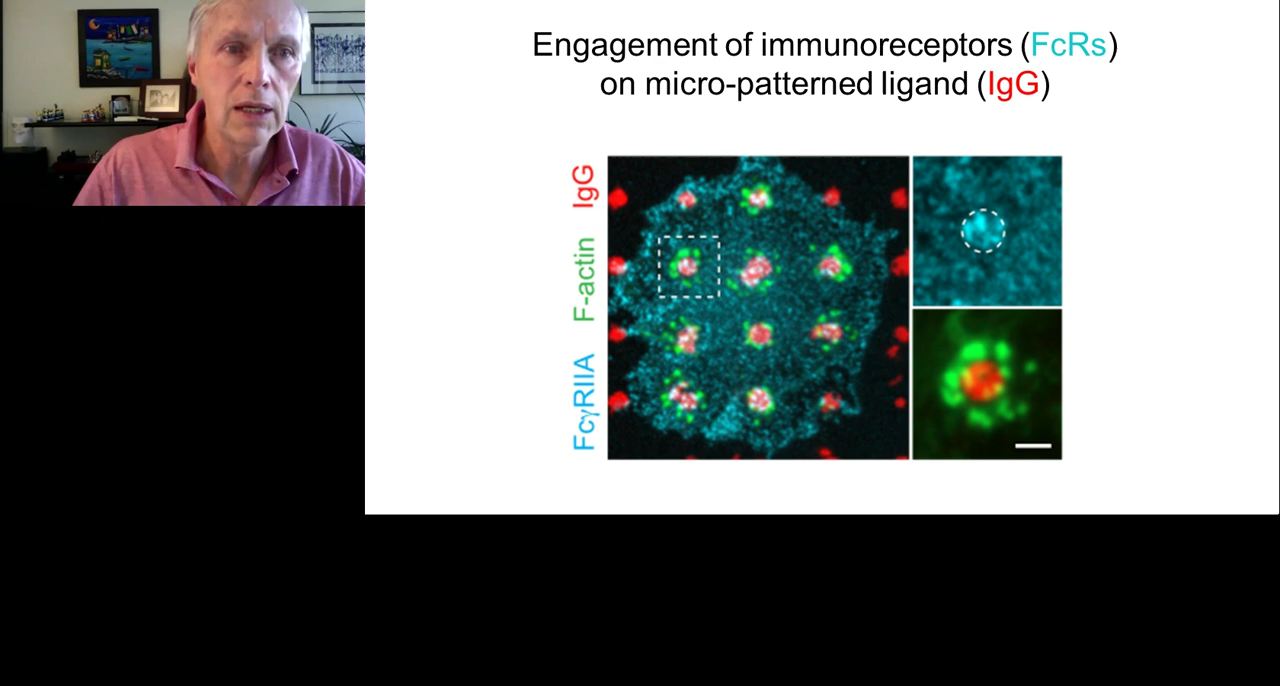 Engagement of immunoreceptors (FcRs)
on micro-patterned ligand (IgG)
IgG
F-actin
FcγRIIA